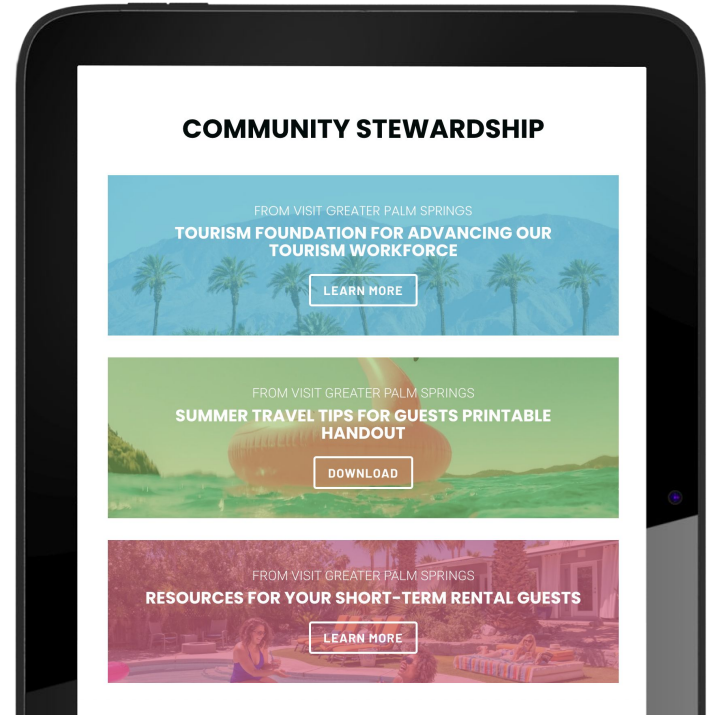 COMMUNITY STEWARDSHIP
FROM VISIT GREATER PALM SPRINGS
TOURISM FOUNDATION FOR ADVANCING OUR
TOURISM WORKFORCE
LEARN MORE
FROM VISIT GREATER PALM SPRINGS
SUMMER TRAVEL TIPS FOR GUESTS PRINTABLE
HANDOUT
DOWNLOAD
FROM VISIT GREATER PALM SPRINGS
RESOURCES FOR YOUR SHORT-TERM RENTAL GUESTS
LEARN MORE